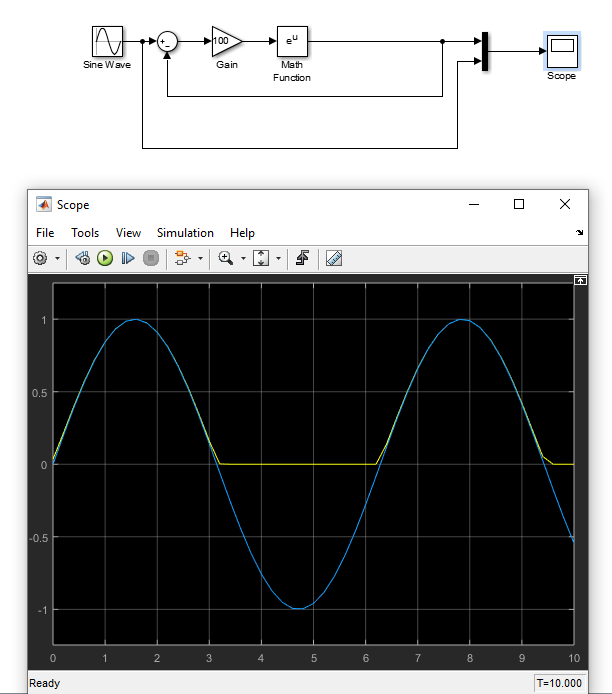 +
−
100
e^u
Sine Wave
Gain
Math
Function
Scope
Scope
File Tools View Simulation Help
1
0.5
0
-0.5
-1
0 1 2 3 4 5 6 7 8 9 10
Ready T=10.000